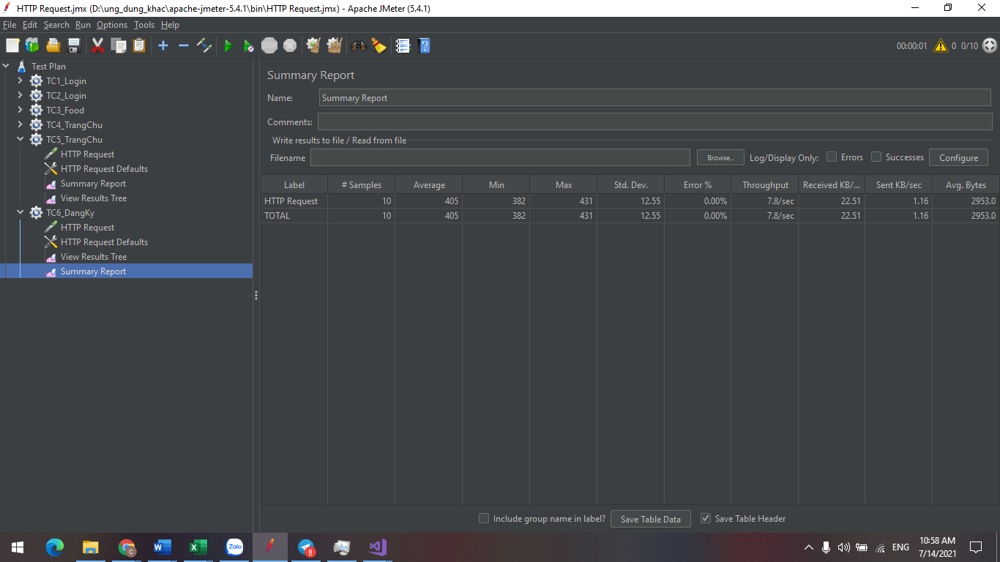 HTTP Request.jmx (D:\ung_dung_khac\apache-jmeter-5.4.1\bin\HTTP Request.jmx) - Apache JMeter (5.4.1)
File Edit Search Run Options Tools Help
STOP 00:00:01 0 0/10
Test Plan
TC1_Login
TC2_Login
TC3_Food
TC4_TrangChu
TC5_TrangChu
HTTP Request
HTTP Request Defaults
Summary Report
View Results Tree
TC6_DangKy
HTTP Request
HTTP Request Defaults
View Results Tree
Summary Report
Summary Report
Name: Summary Report
Comments:
Write results to file / Read from file
Filename Browse... Log/Display Only: Errors Successes Configure
Label # Samples Average Min Max Std. Dev. Error % Throughput Received KB/... Sent KB/sec Avg. Bytes
HTTP Request 10 405 382 431 12.55 0.00% 7.8/sec 22.51 1.16 2953.0
TOTAL 10 405 382 431 12.55 0.00% 7.8/sec 22.51 1.16 2953.0
Include group name in label? Save Table Data Save Table Header
Zalo 8 ENG 10:58 AM
7/14/2021